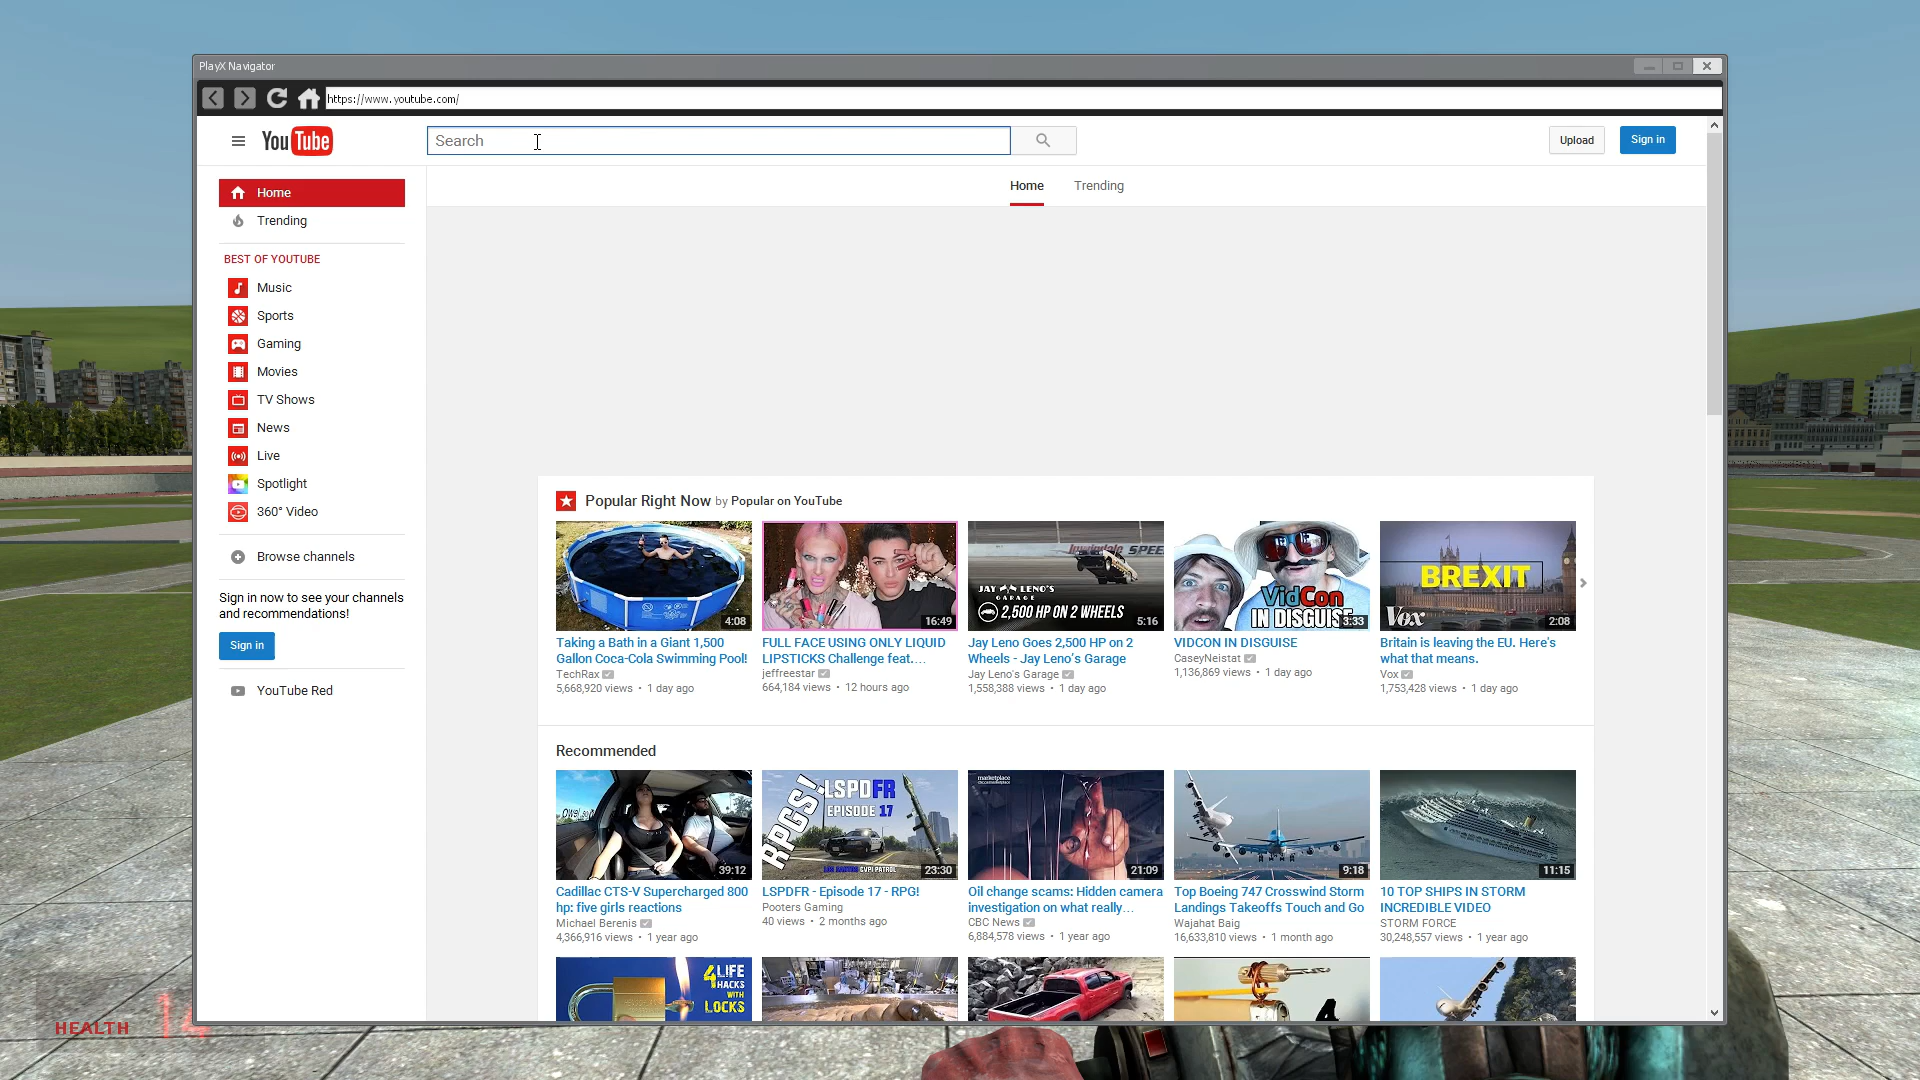 PlayX Navigator
https://www.youtube.com/
YouTube
Search
Upload
Sign in
Home
Trending
Home
Trending
BEST OF YOUTUBE
Music
Sports
Gaming
Movies
TV Shows
News
Live
Spotlight
360° Video
Browse channels
Sign in now to see your channels
and recommendations!
Sign in
YouTube Red
Popular Right Now by Popular on YouTube
4:08
16:49
JAY LENO'S
GARAGE
2,500 HP ON 2 WHEELS
5:16
VidCon
IN DISGUISE
3:33
BREXIT
Vox
2:08
Taking a Bath in a Giant 1,500
Gallon Coca-Cola Swimming Pool!
TechRax
5,668,920 views • 1 day ago
FULL FACE USING ONLY LIQUID
LIPSTICKS Challenge feat....
jeffreestar
664,184 views • 12 hours ago
Jay Leno Goes 2,500 HP on 2
Wheels - Jay Leno's Garage
Jay Leno's Garage
1,558,388 views • 1 day ago
VIDCON IN DISGUISE
CaseyNeistat
1,136,869 views • 1 day ago
Britain is leaving the EU. Here's
what that means.
Vox
1,753,428 views • 1 day ago
Recommended
39:12
RPGS!
LSPDFR
EPISODE 17
23:30
marketplace
21:09
9:18
11:15
Cadillac CTS-V Supercharged 800
hp: five girls reactions
Michael Berenis
4,366,916 views • 1 year ago
LSPDFR - Episode 17 - RPG!
Pooters Gaming
40 views • 2 months ago
Oil change scams: Hidden camera
investigation on what really...
CBC News
6,884,578 views • 1 year ago
Top Boeing 747 Crosswind Storm
Landings Takeoffs Touch and Go
Wajahat Baig
16,633,810 views • 1 month ago
10 TOP SHIPS IN STORM
INCREDIBLE VIDEO
STORM FORCE
30,248,557 views • 1 year ago
4 LIFE
HACKS
WITH
LOCKS
4
HEALTH